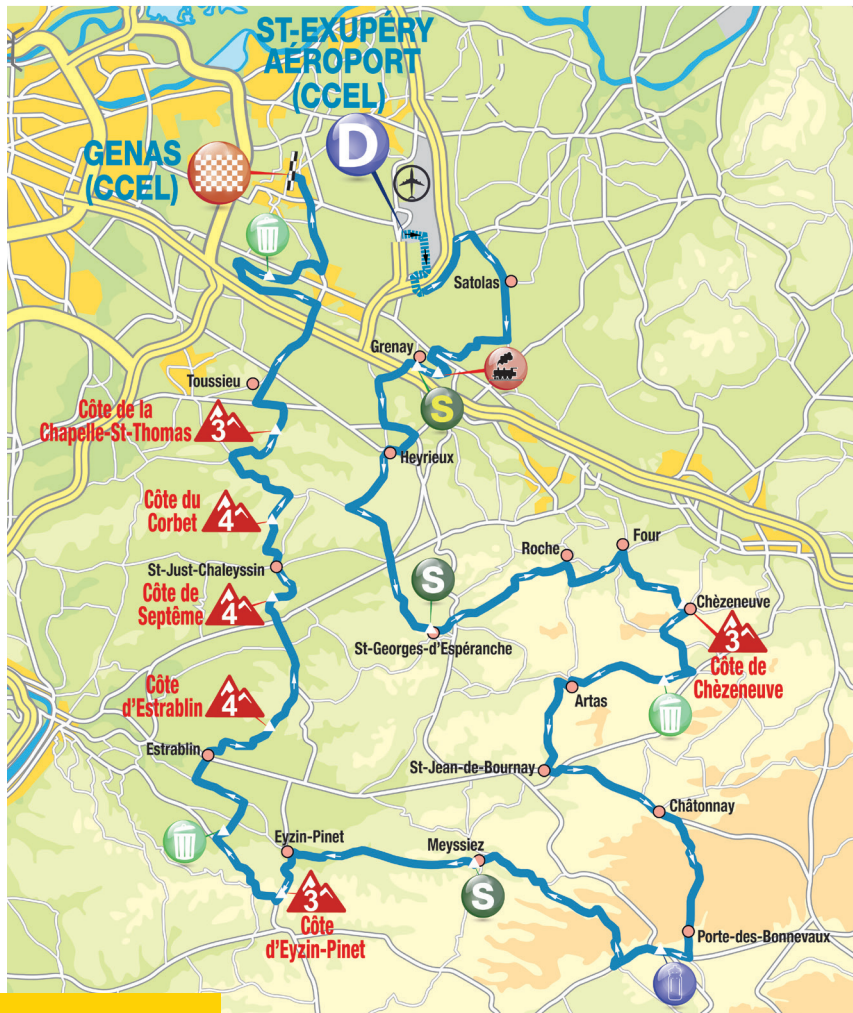 ST-EXUPÉRY
AÉROPORT
(CCEL)
D
GENAS
(CCEL)
Satolas
Grenay
S
Toussieu
Côte de la
Chapelle-St-Thomas
3
Heyrieux
Côte du
Corbet
4
Roche
Four
St-Just-Chaleyssin
S
Côte de
Septême
4
Chèzeneuve
3
Côte de
Chèzeneuve
St-Georges-d'Espéranche
Côte
d'Estrablin
4
Artas
Estrablin
St-Jean-de-Bournay
Châtonnay
Eyzin-Pinet
Meyssiez
S
3
Côte
d'Eyzin-Pinet
Porte-des-Bonnevaux